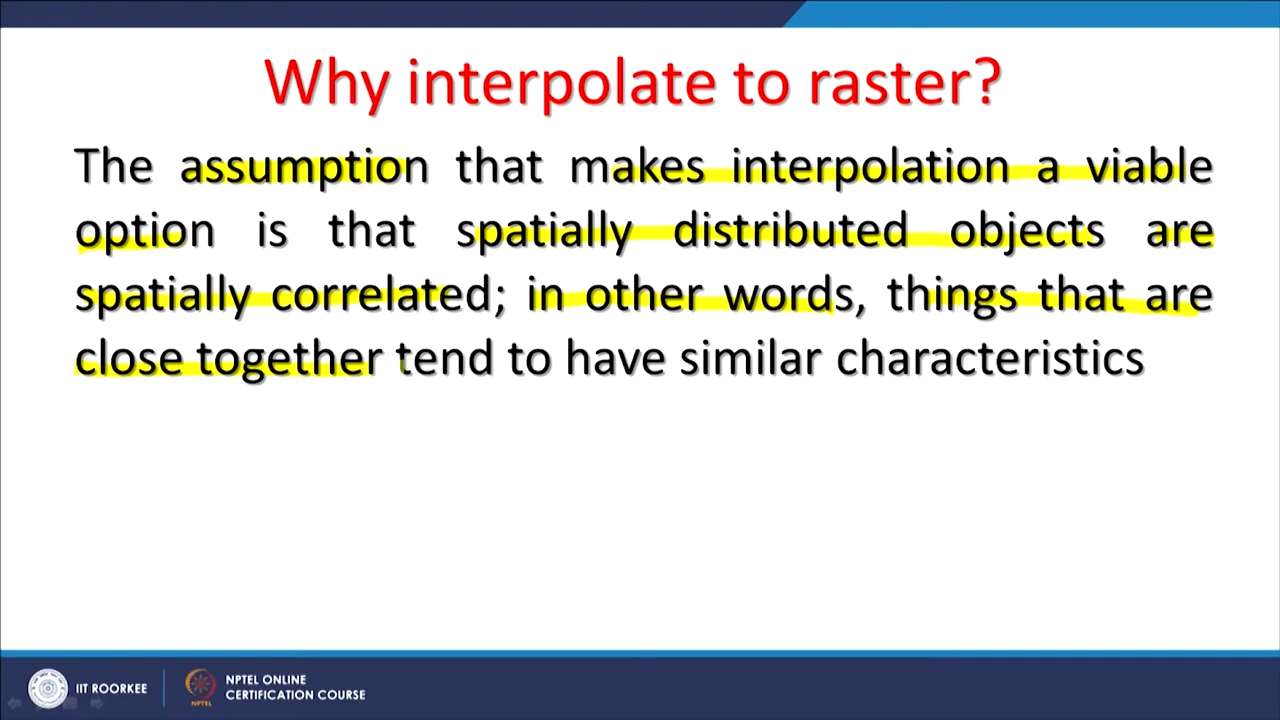 Why interpolate to raster?
The assumption that makes interpolation a viable
option is that spatially distributed objects are
spatially correlated; in other words, things that are
close together tend to have similar characteristics
IIT ROORKEE
NPTEL
NPTEL ONLINE
CERTIFICATION COURSE